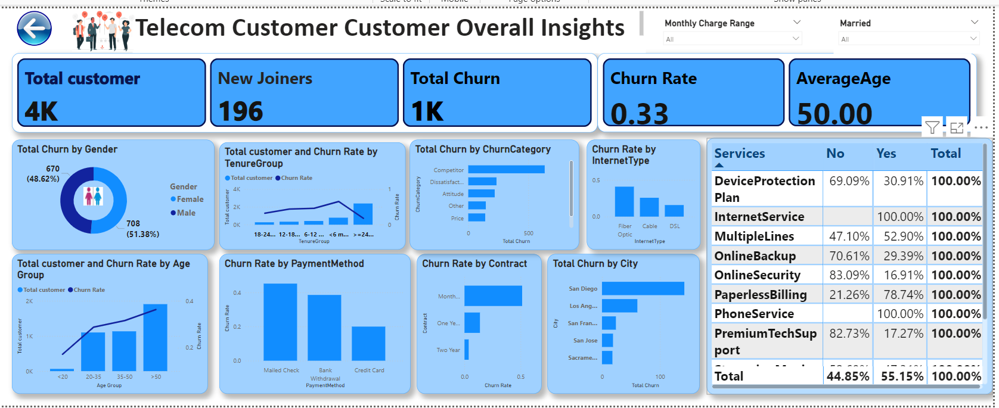 Telecom Customer Customer Overall Insights
Monthly Charge Range
All
Married
All
Total customer
4K
New Joiners
196
Total Churn
1K
Churn Rate
0.33
AverageAge
50.00
Total Churn by Gender
670
(48.62%)
708
(51.38%)
Gender
Female
Male
Total customer and Churn Rate by
TenureGroup
Total customer Churn Rate
Total customer
4K
2K
0K
1
0
Churn Rate
18-24... 12-18... 6-12 ... <6 m... >=24...
TenureGroup
Total Churn by ChurnCategory
ChurnCategory
Competitor
Dissatisfact...
Attitude
Other
Price
0 500
Total Churn
Churn Rate by
InternetType
0.5
0.0
Fiber
Optic
Cable
DSL
InternetType
Services No Yes Total
DeviceProtection
Plan
69.09% 30.91% 100.00%
InternetService 100.00% 100.00%
MultipleLines 47.10% 52.90% 100.00%
OnlineBackup 70.61% 29.39% 100.00%
OnlineSecurity 83.09% 16.91% 100.00%
PaperlessBilling 21.26% 78.74% 100.00%
PhoneService 100.00% 100.00%
PremiumTechSup
port
82.73% 17.27% 100.00%
Total 44.85% 55.15% 100.00%
Total customer and Churn Rate by Age
Group
Total customer Churn Rate
Total customer
2K
1K
0K
0.4
0.2
Churn Rate
<20 20-35 35-50 >50
Age Group
Churn Rate by PaymentMethod
Churn Rate
0.4
0.2
0.0
Mailed Check
Bank
Withdrawal
Credit Card
PaymentMethod
Churn Rate by Contract
Contract
Month...
One Ye...
Two Year
0.0 0.5
Churn Rate
Total Churn by City
City
San Diego
Los Ang...
San Fran...
San Jose
Sacrame...
0 100
Total Churn